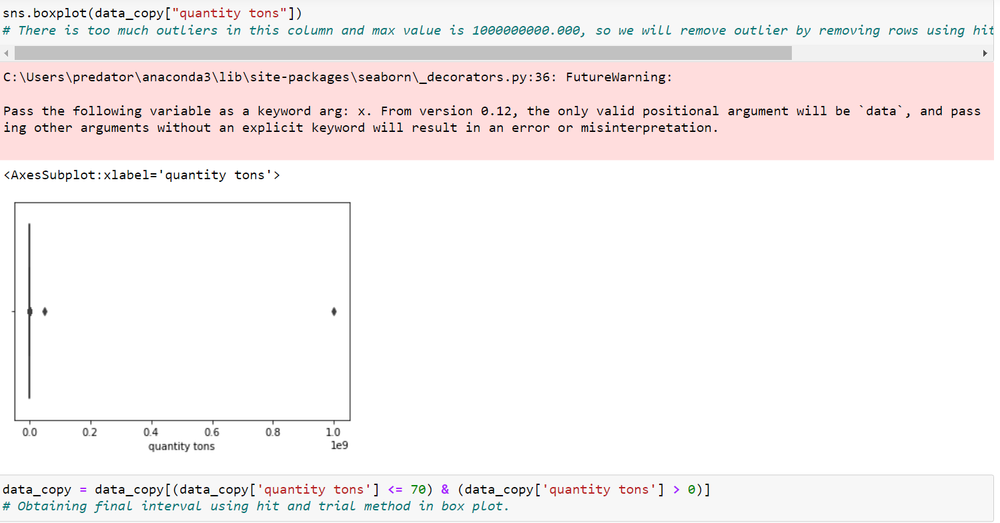 sns.boxplot(data_copy["quantity tons"])
# There is too much outliers in this column and max value is 1000000000.000, so we will remove outlier by removing rows using hit
C:\Users\predator\anaconda3\lib\site-packages\seaborn\_decorators.py:36: FutureWarning:
Pass the following variable as a keyword arg: x. From version 0.12, the only valid positional argument will be `data`, and pass
ing other arguments without an explicit keyword will result in an error or misinterpretation.
<AxesSubplot:xlabel='quantity tons'>
0.0 0.2 0.4 0.6 0.8 1.0
quantity tons 1e9
data_copy = data_copy[(data_copy['quantity tons'] <= 70) & (data_copy['quantity tons'] > 0)]
# Obtaining final interval using hit and trial method in box plot.